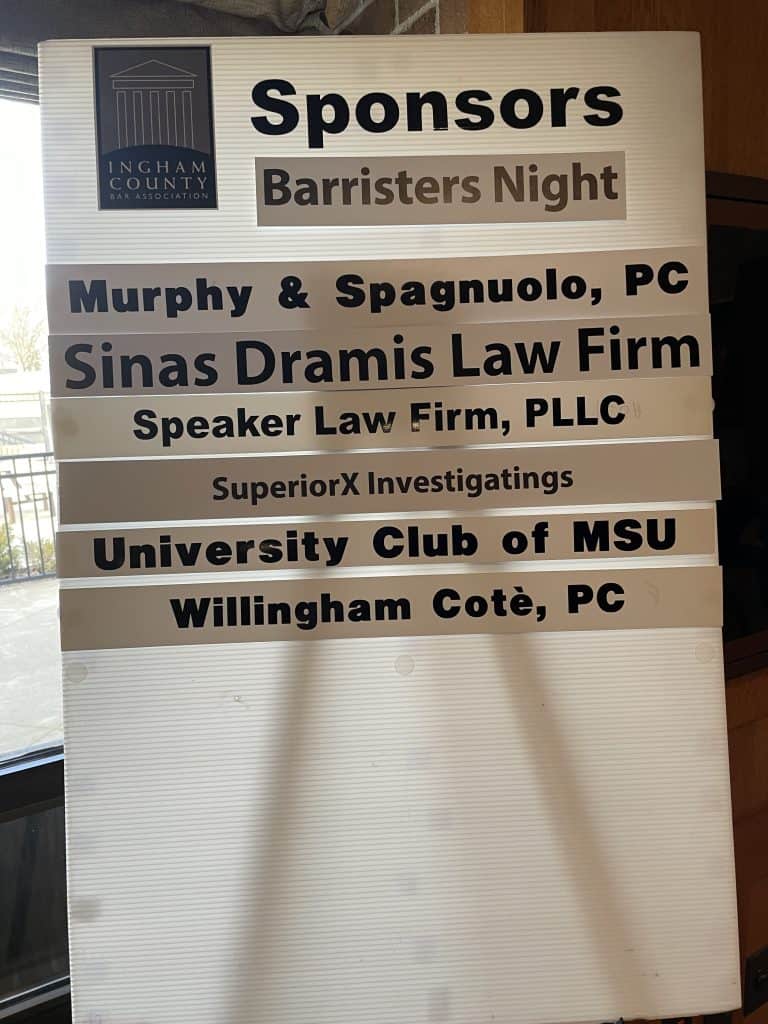 INGHAM
COUNTY
BAR ASSOCIATION
Sponsors
Barristers Night
Murphy & Spagnuolo, PC
Sinas Dramis Law Firm
Speaker Law Firm, PLLC
SuperiorX Investigatings
University Club of MSU
Willingham Cotè, PC